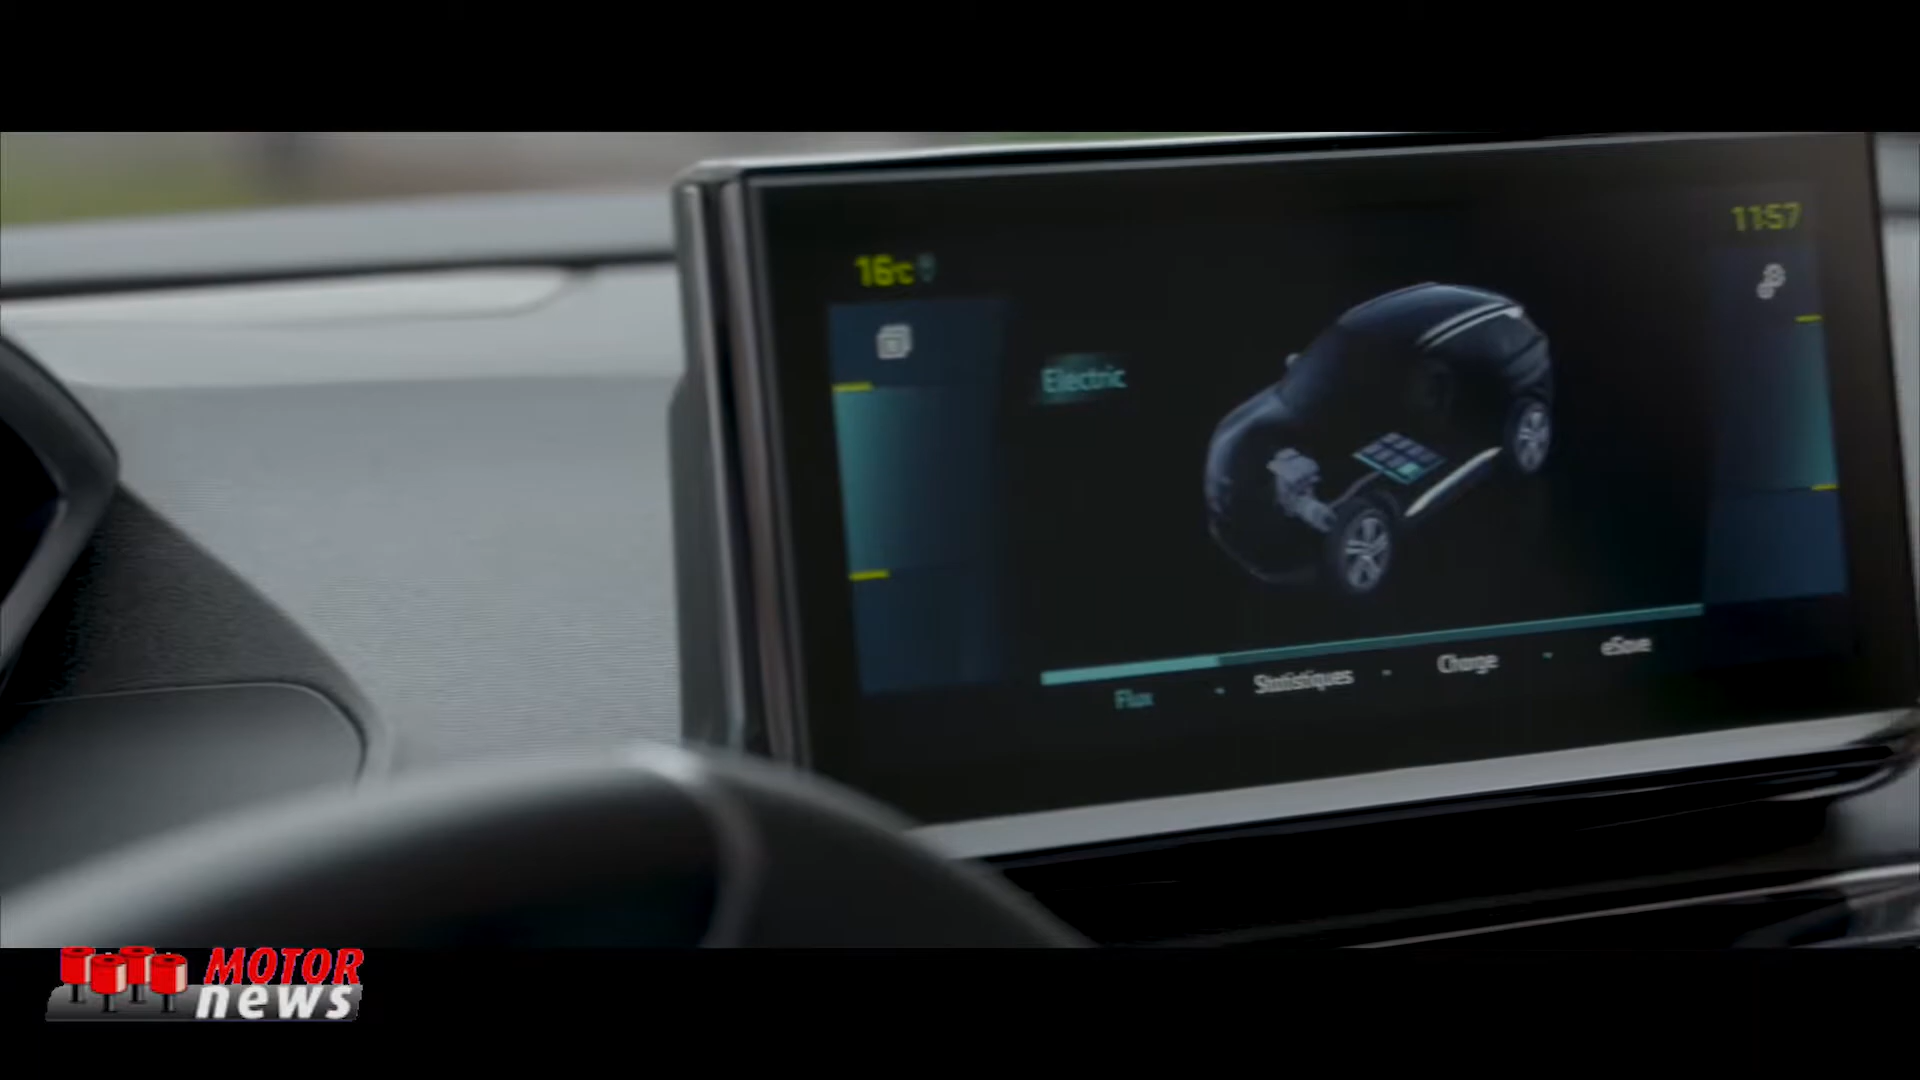 16°C
11:57
Electric
Flux
Statistiques
Charge
eSave
MOTOR
news